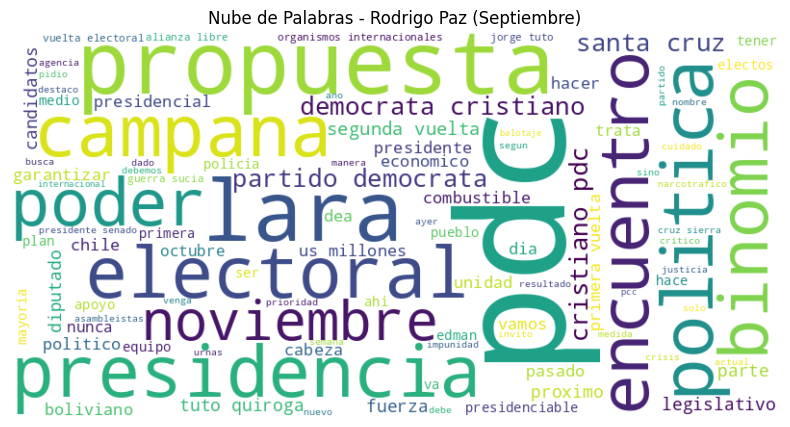 Nube de Palabras - Rodrigo Paz (Septiembre)
vuelta electoral
alianza libre
organismos internacionales
jorge tuto
santa cruz
tener
agencia
pidio
destaco
candidatos
propuesta
hacer
electos
medio
presidencial
ano
democrata cristiano
partido
nombre
campana
segunda vuelta
balotaje
segun
trata
presidente
economico
cuidado
busca
dado
debemos
manera
policia
garantizar
guerra sucia
partido democrata
sino
narcotrafico
internacional
combustible
poder
lara
pdc
encuentro
politica
binomio
cristiano pdc
primera vuelta
presidente senado
ayer
dea
pueblo
cruz sierra
critico
plan
chile
primera
octubre
us millones
dia
hace
justicia
diputado
electoral
ser
unidad
pcc
resultado
mayoria
apoyo
venga
prioridad
ahi
vamos
invito
medida
solo
asambleistas
nunca
noviembre
edman
politico
equipo
urnas
semana
cabeza
impunidad
crisis
actual
presidencia
va
pasado
parte
proximo
boliviano
tuto quiroga
nuevo
fuerza
debe
presidenciable
legislativo